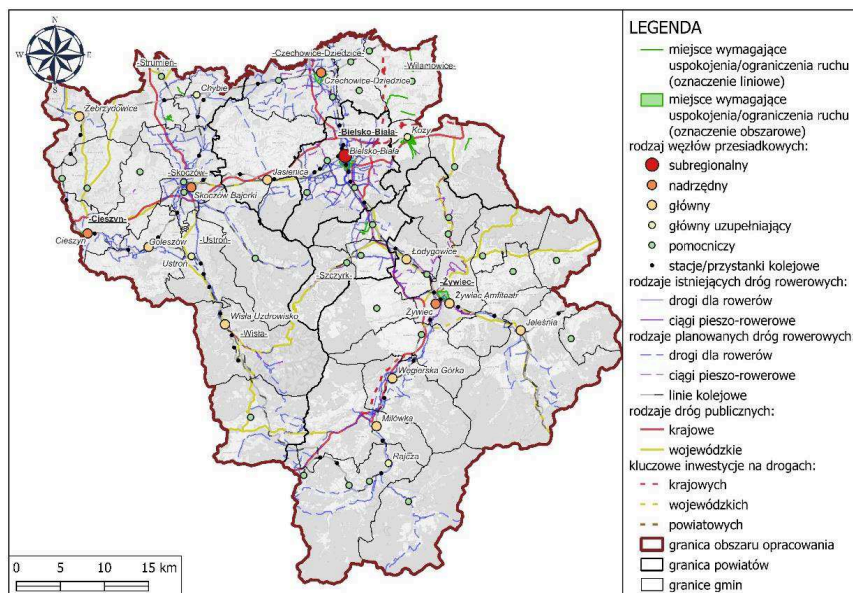 N
W
E
S
-Strumień-
-Czechowice-Dziedzice-
Czechowice-Dziedzice
-Wilamowice-
Chybie
Zebrzydowice
-Bielsko-Biała-
Kozy
Bielsko-Biała
Jasienica
-Skoczów-
Skoczów Bajerki
-Cieszyn-
Cieszyn
Goleszów
-Ustroń-
Ustroń
Łodygowice
-Szczyrk-
-Żywiec-
Żywiec Amfiteatr
Żywiec
Wisła Uzdrowisko
-Wisła-
Jeleśnia
Węgierska Górka
Milówka
Rajcza
0 5 10 15 km
LEGENDA
miejsce wymagające
uspokojenia/ograniczenia ruchu
(oznaczenie liniowe)
miejsce wymagające
uspokojenia/ograniczenia ruchu
(oznaczenie obszarowe)
rodzaj węzłów przesiadkowych:
subregionalny
nadrzędny
główny
główny uzupełniający
pomocniczy
stacje/przystanki kolejowe
rodzaje istniejących dróg rowerowych:
drogi dla rowerów
ciągi pieszo-rowerowe
rodzaje planowanych dróg rowerowych:
drogi dla rowerów
ciągi pieszo-rowerowe
linie kolejowe
rodzaje dróg publicznych:
krajowe
wojewódzkie
kluczowe inwestycje na drogach:
krajowych
wojewódzkich
powiatowych
granica obszaru opracowania
granica powiatów
granice gmin